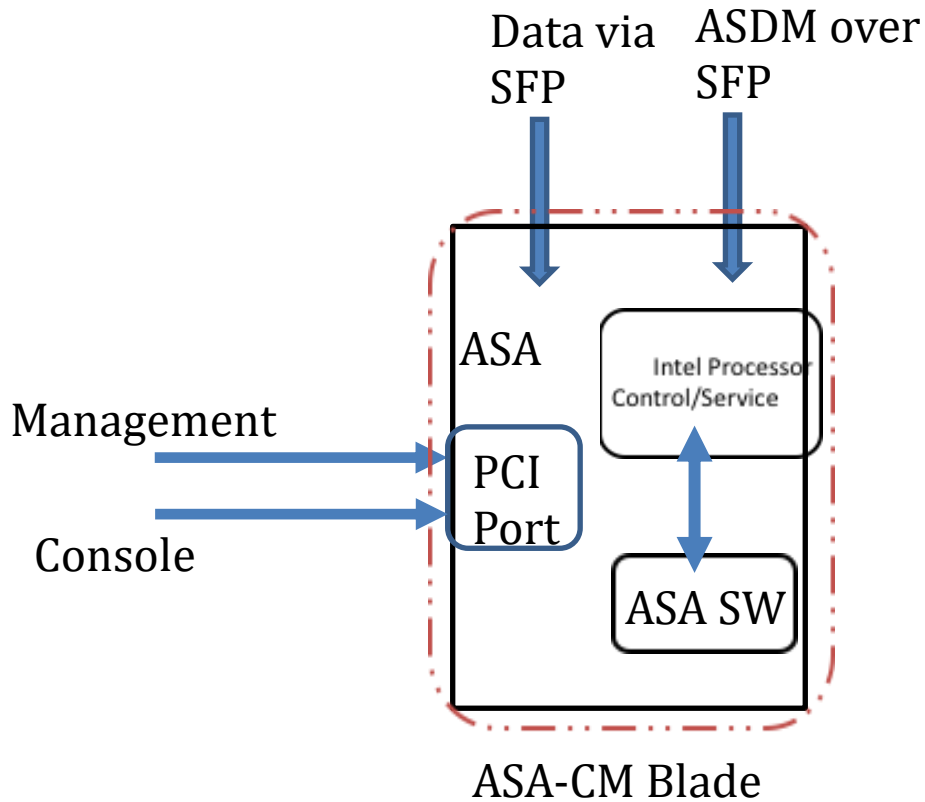 Data via
SFP
ASDM over
SFP
ASA
Intel Processor
Control/Service
Management
PCI
Port
Console
ASA SW
ASA-CM Blade